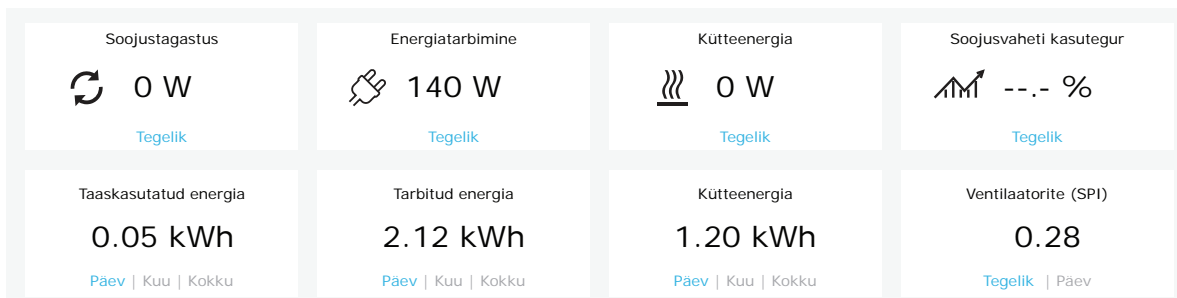 Soojustagastus
0 W
Tegelik
Energiatarbimine
140 W
Tegelik
Kütteenergia
0 W
Tegelik
Soojusvaheti kasutegur
--.- %
Tegelik
Taaskasutatud energia
0.05 kWh
Päev | Kuu | Kokku
Tarbitud energia
2.12 kWh
Päev | Kuu | Kokku
Kütteenergia
1.20 kWh
Päev | Kuu | Kokku
Ventilaatorite (SPI)
0.28
Tegelik | Päev